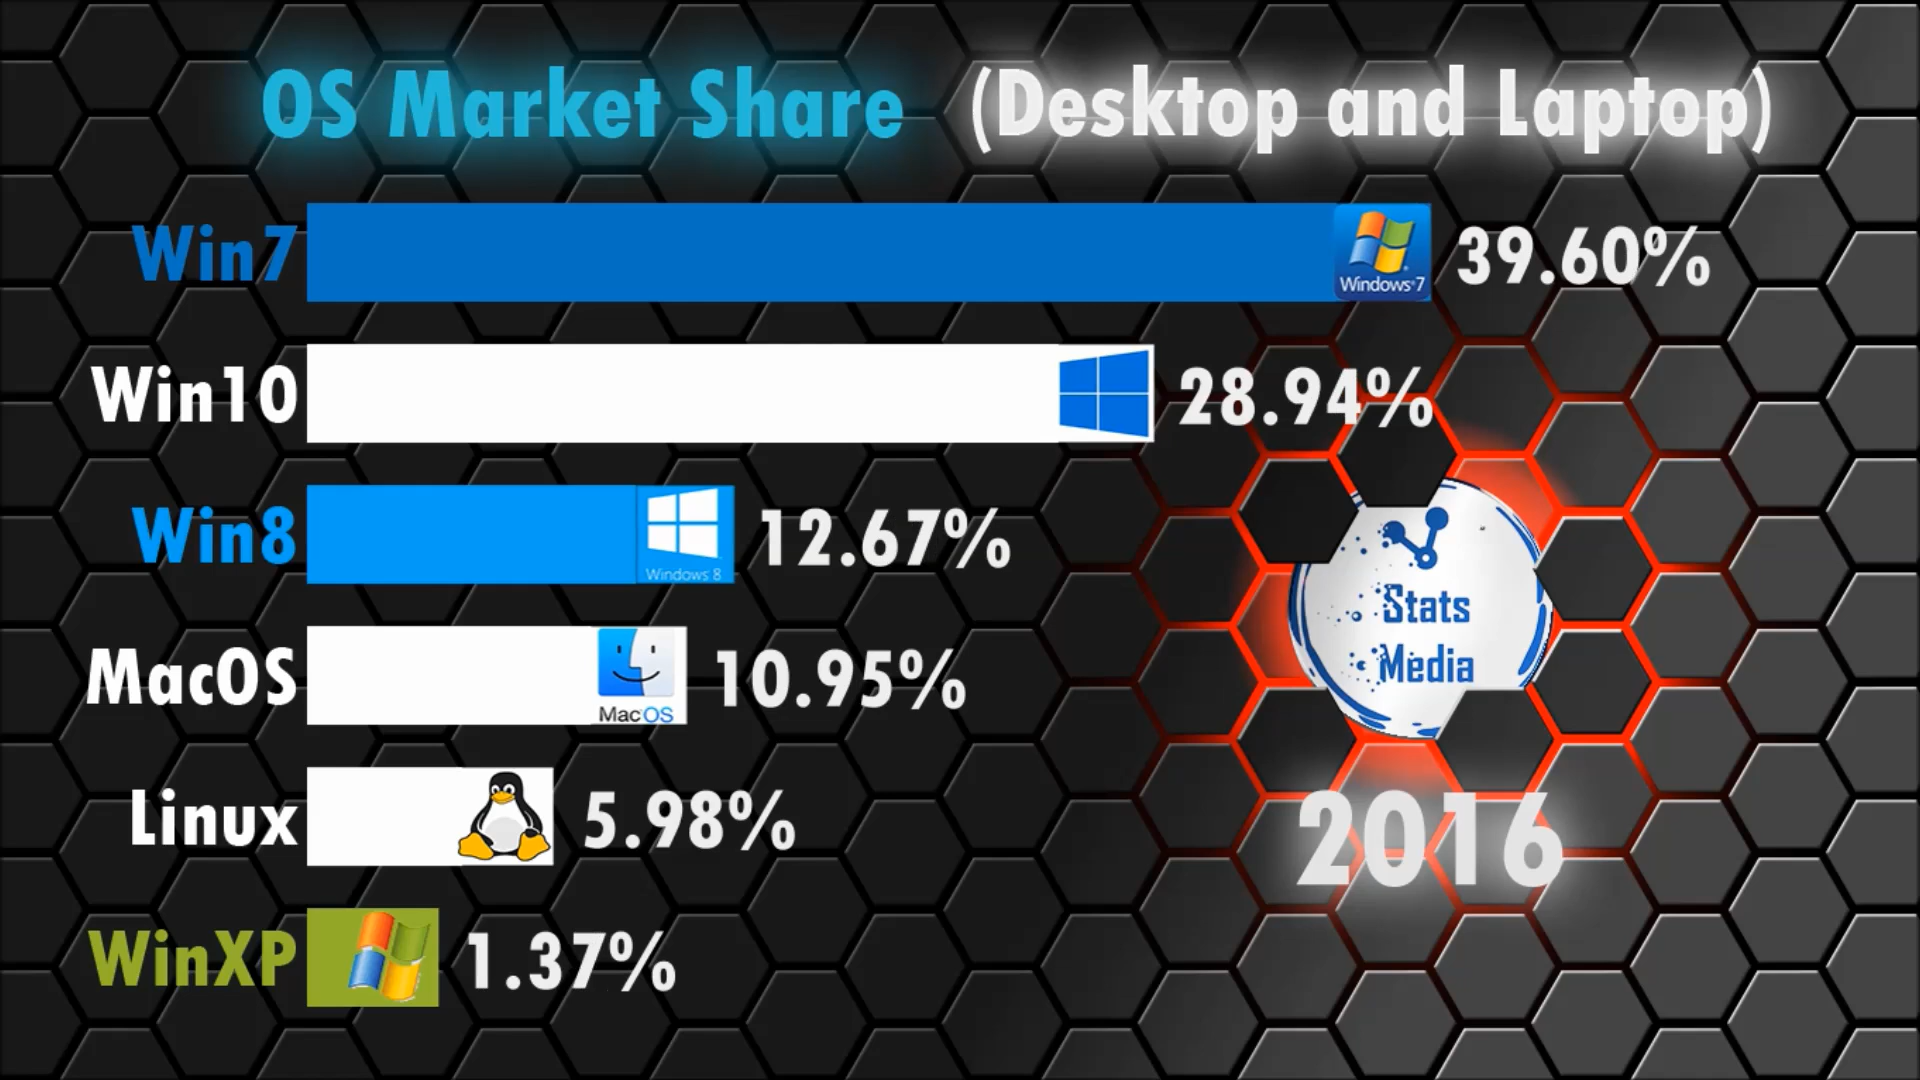 OS Market Share (Desktop and Laptop)
Win7 Windows 7 39.60%
Win10 28.94%
Win8 Windows 8 12.67%
MacOS MacOS 10.95%
Linux 5.98%
WinXP 1.37%
Stats
Media
2016